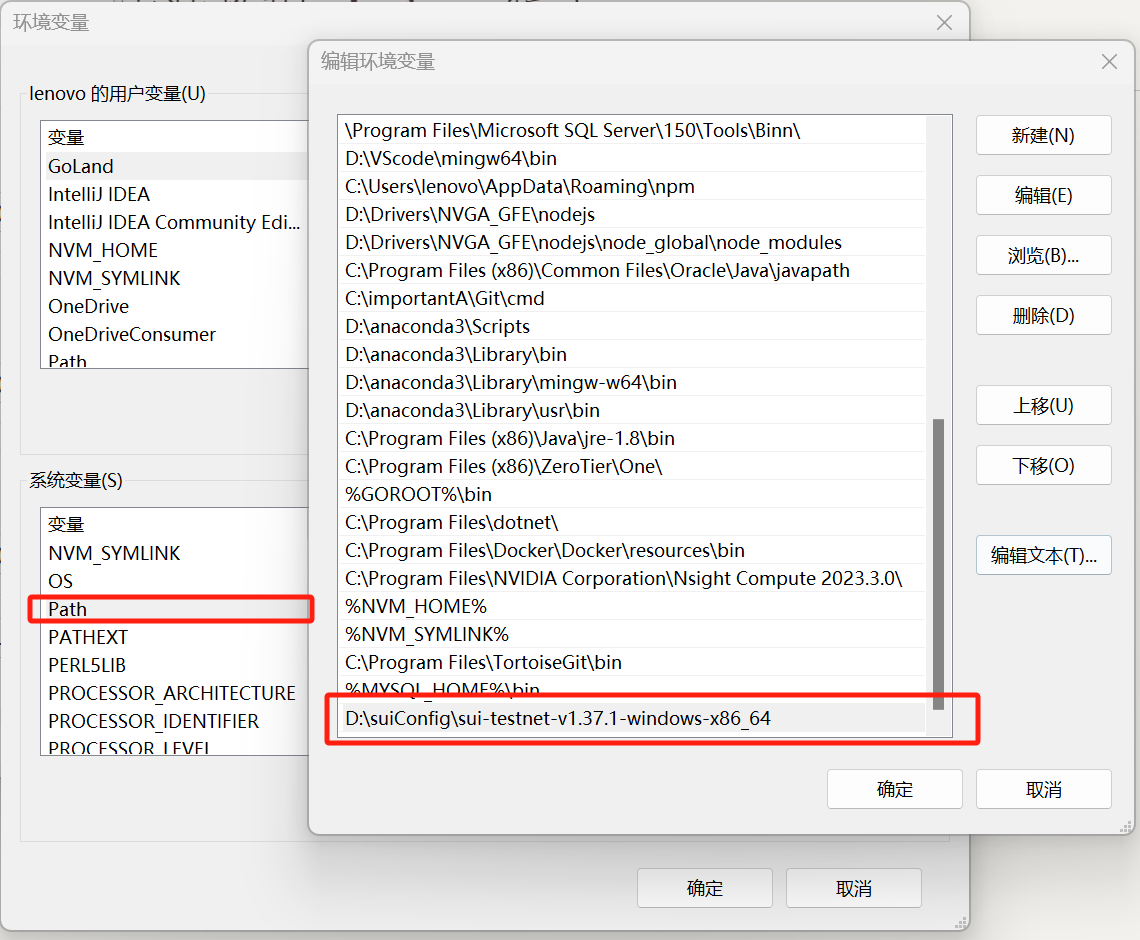 环境变量
lenovo 的用户变量(U)
变量
GoLand
IntelliJ IDEA
IntelliJ IDEA Community Edi...
NVM_HOME
NVM_SYMLINK
OneDrive
OneDriveConsumer
Path
系统变量(S)
变量
NVM_SYMLINK
OS
Path
PATHEXT
PERL5LIB
PROCESSOR_ARCHITECTURE
PROCESSOR_IDENTIFIER
PROCESSOR_LEVEL
确定
取消
编辑环境变量
\Program Files\Microsoft SQL Server\150\Tools\Binn\
D:\VScode\mingw64\bin
C:\Users\lenovo\AppData\Roaming\npm
D:\Drivers\NVGA_GFE\nodejs
D:\Drivers\NVGA_GFE\nodejs\node_global\node_modules
C:\Program Files (x86)\Common Files\Oracle\Java\javapath
C:\importantA\Git\cmd
D:\anaconda3\Scripts
D:\anaconda3\Library\bin
D:\anaconda3\Library\mingw-w64\bin
D:\anaconda3\Library\usr\bin
C:\Program Files (x86)\Java\jre-1.8\bin
C:\Program Files (x86)\ZeroTier\One\
%GOROOT%\bin
C:\Program Files\dotnet\
C:\Program Files\Docker\Docker\resources\bin
C:\Program Files\NVIDIA Corporation\Nsight Compute 2023.3.0\
%NVM_HOME%
%NVM_SYMLINK%
C:\Program Files\TortoiseGit\bin
%MYSQL_HOME%\bin
D:\suiConfig\sui-testnet-v1.37.1-windows-x86_64
新建(N)
编辑(E)
浏览(B)...
删除(D)
上移(U)
下移(O)
编辑文本(T)...
确定
取消